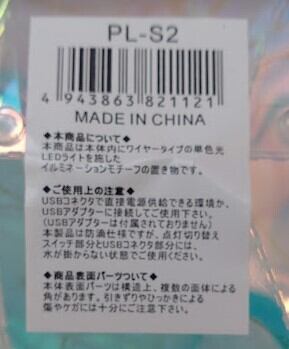 PL-S2
4 943863 821121
MADE IN CHINA
◆本商品について◆
本商品は本体内にワイヤータイプの単色光
LEDライトを施した
イルミネーションモチーフの置き物です。
◆ご使用上の注意◆
USBコネクタで直接電源供給できる環境か、
USBアダプターに接続してご使用下さい。
(USBアダプターは付属されておりません)
本製品は防滴仕様ですが、点灯切り替え
スイッチ部分とUSBコネクタ部分には、
水が掛からない状態でご使用下さい。
◆商品表面パーツついて◆
本体表面パーツは構造上、複数の面体による
角があります。引きずりやひっかきによる
傷やケガには十分にご注意下さい。